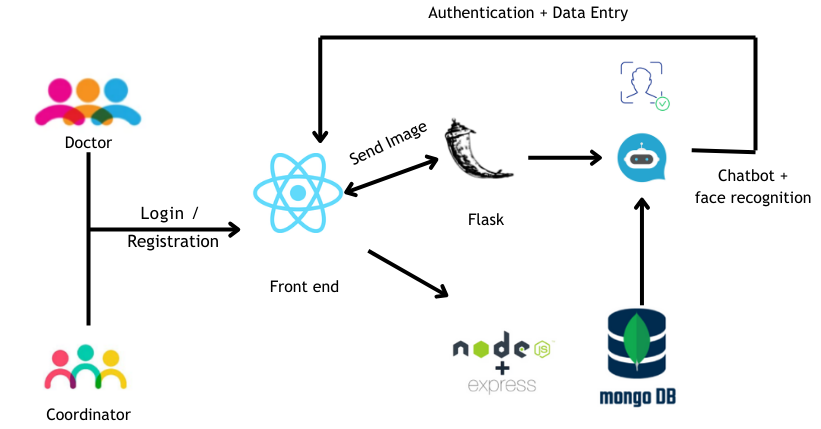 Authentication + Data Entry
Doctor
Send Image
Chatbot +
face recognition
Login /
Registration
Flask
Front end
node
JS
+
express
mongo DB
Coordinator